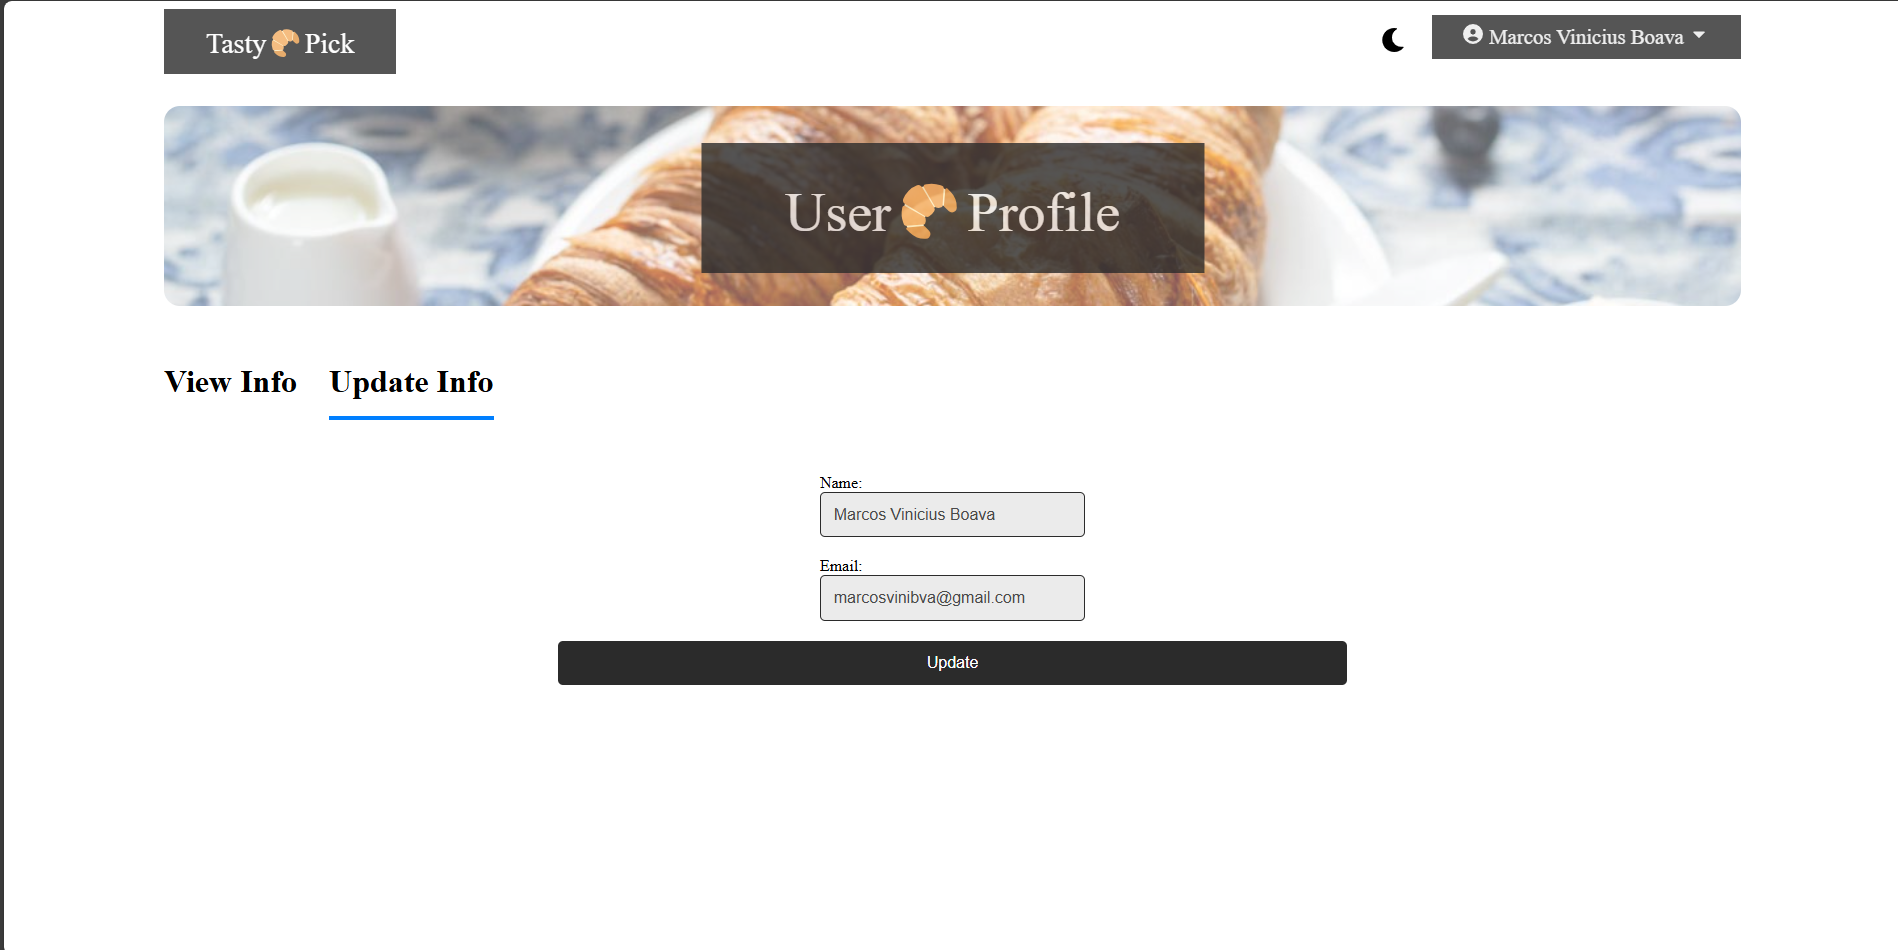 Tasty Pick
Marcos Vinicius Boava
User Profile
View Info Update Info
Name:
Marcos Vinicius Boava
Email:
marcosvinibva@gmail.com
Update